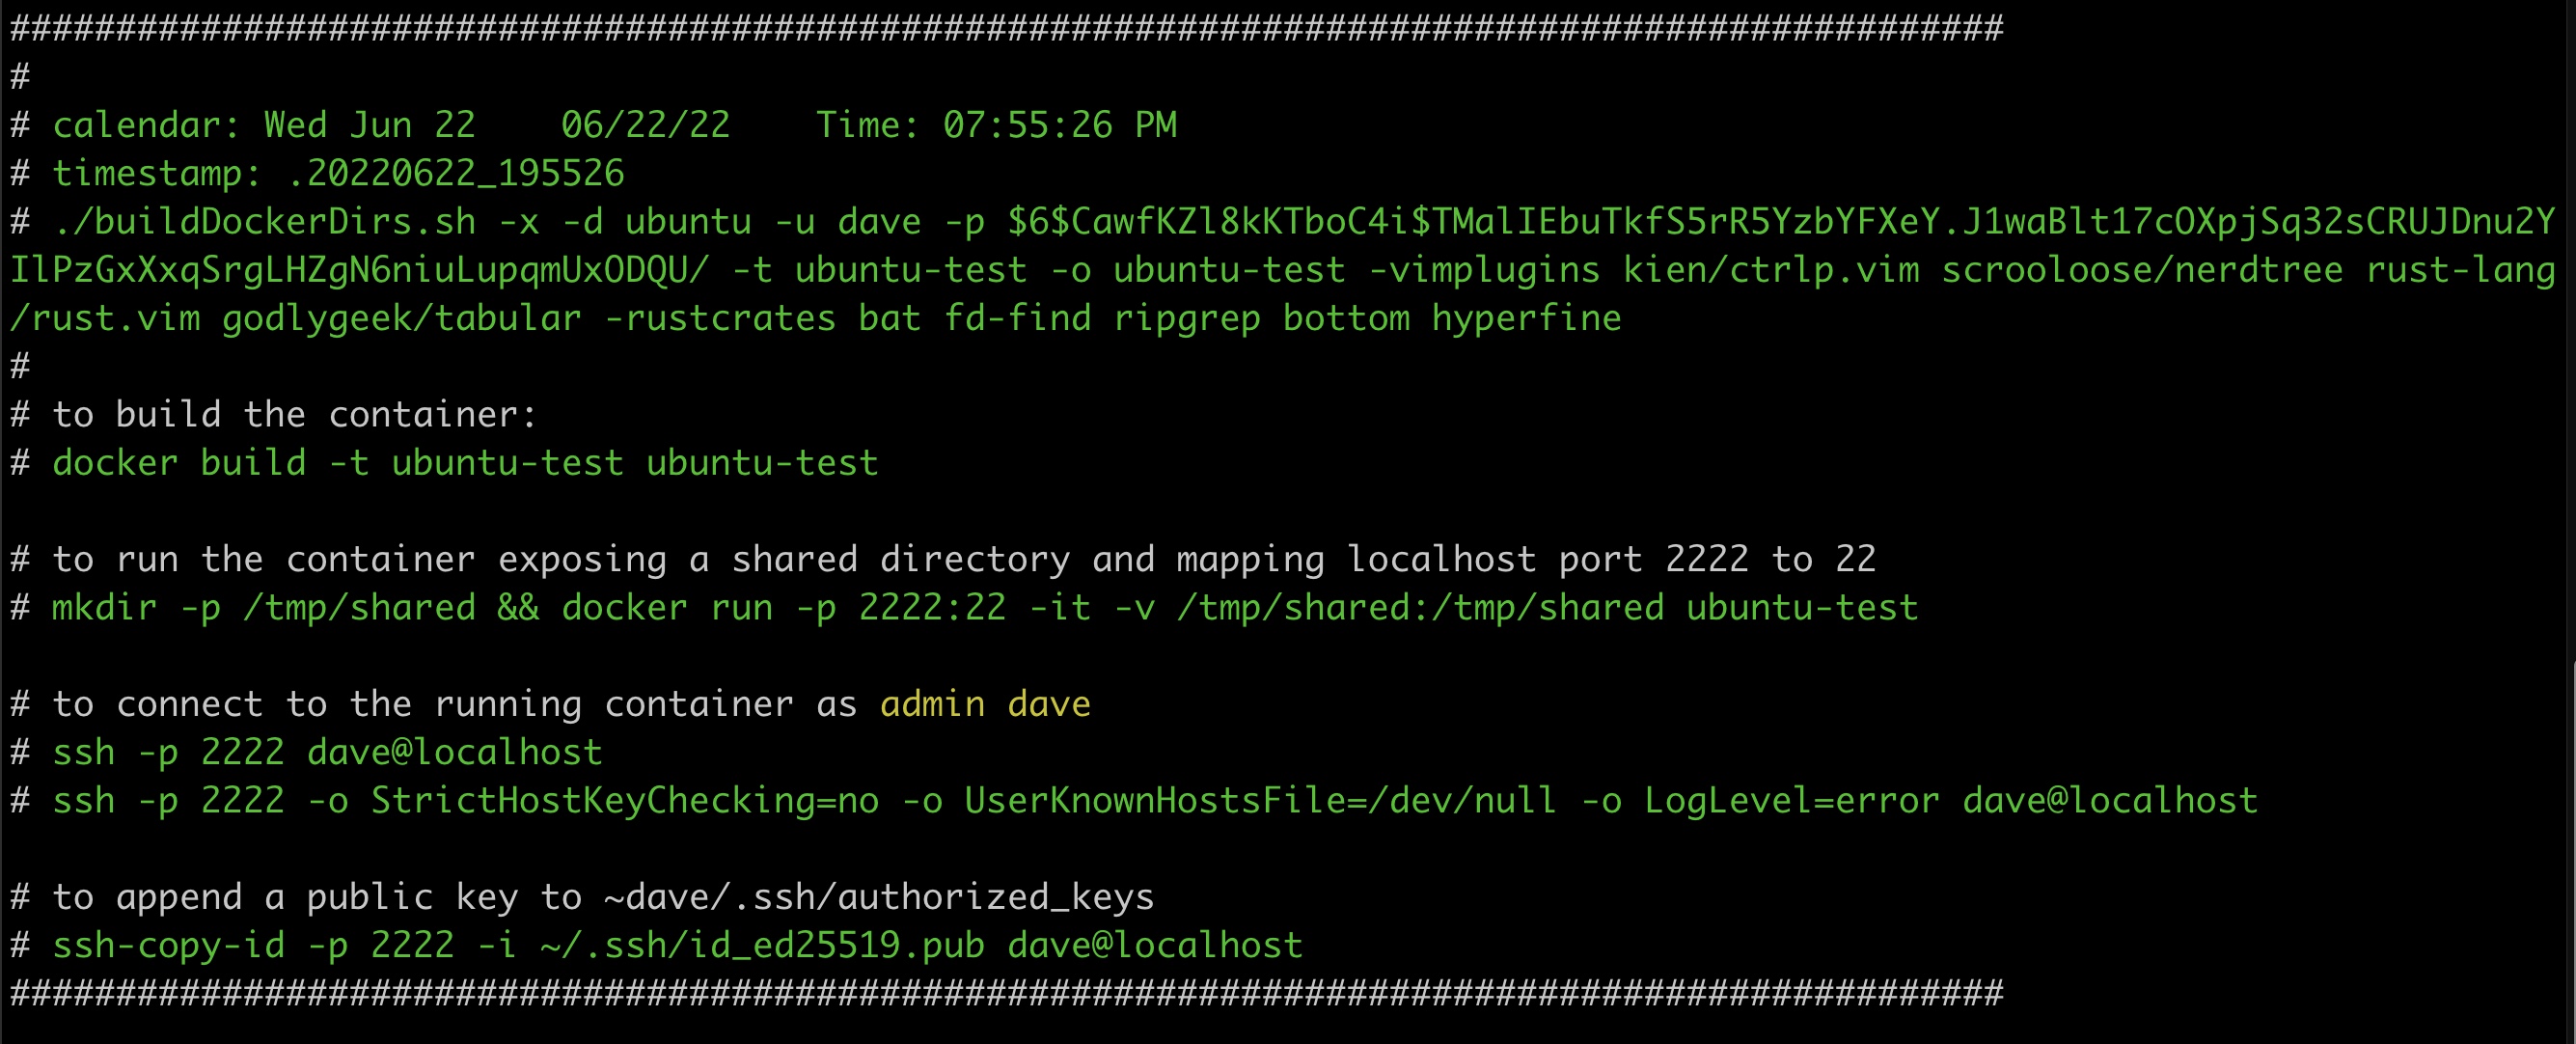 ##############################################################################################
#
# calendar: Wed Jun 22    06/22/22    Time: 07:55:26 PM
# timestamp: .20220622_195526
# ./buildDockerDirs.sh -x -d ubuntu -u dave -p $6$CawfKZl8kKTboC4i$TMalIEbuTkfS5rR5YzbYFXeY.J1waBlt17cOXpjSq32sCRUJDnu2Y
IlPzGxXxqSrgLHZgN6niuLupqmUxODQU/ -t ubuntu-test -o ubuntu-test -vimplugins kien/ctrlp.vim scrooloose/nerdtree rust-lang
/rust.vim godlygeek/tabular -rustcrates bat fd-find ripgrep bottom hyperfine
#
# to build the container:
# docker build -t ubuntu-test ubuntu-test

# to run the container exposing a shared directory and mapping localhost port 2222 to 22
# mkdir -p /tmp/shared && docker run -p 2222:22 -it -v /tmp/shared:/tmp/shared ubuntu-test

# to connect to the running container as admin dave
# ssh -p 2222 dave@localhost
# ssh -p 2222 -o StrictHostKeyChecking=no -o UserKnownHostsFile=/dev/null -o LogLevel=error dave@localhost

# to append a public key to ~dave/.ssh/authorized_keys
# ssh-copy-id -p 2222 -i ~/.ssh/id_ed25519.pub dave@localhost
##############################################################################################